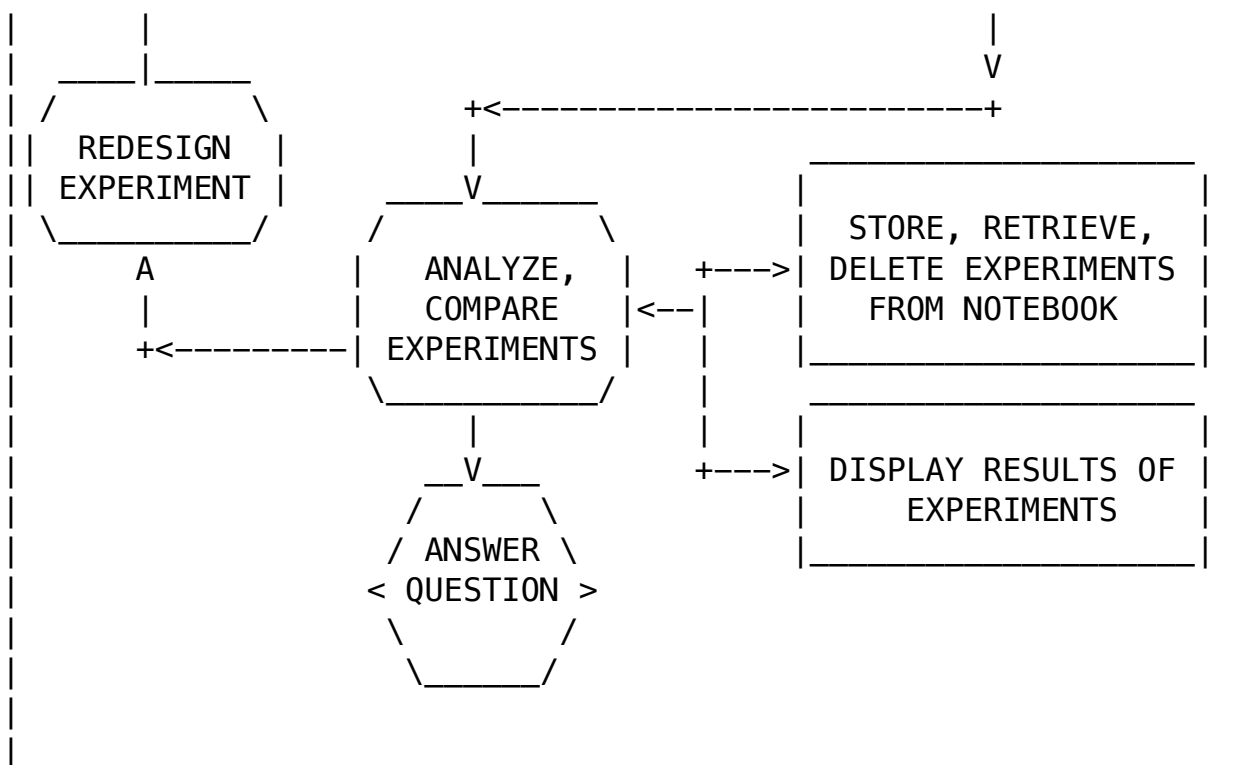 REDESIGN
EXPERIMENT
STORE, RETRIEVE,
DELETE EXPERIMENTS
FROM NOTEBOOK
ANALYZE,
COMPARE
EXPERIMENTS
DISPLAY RESULTS OF
EXPERIMENTS
ANSWER
QUESTION